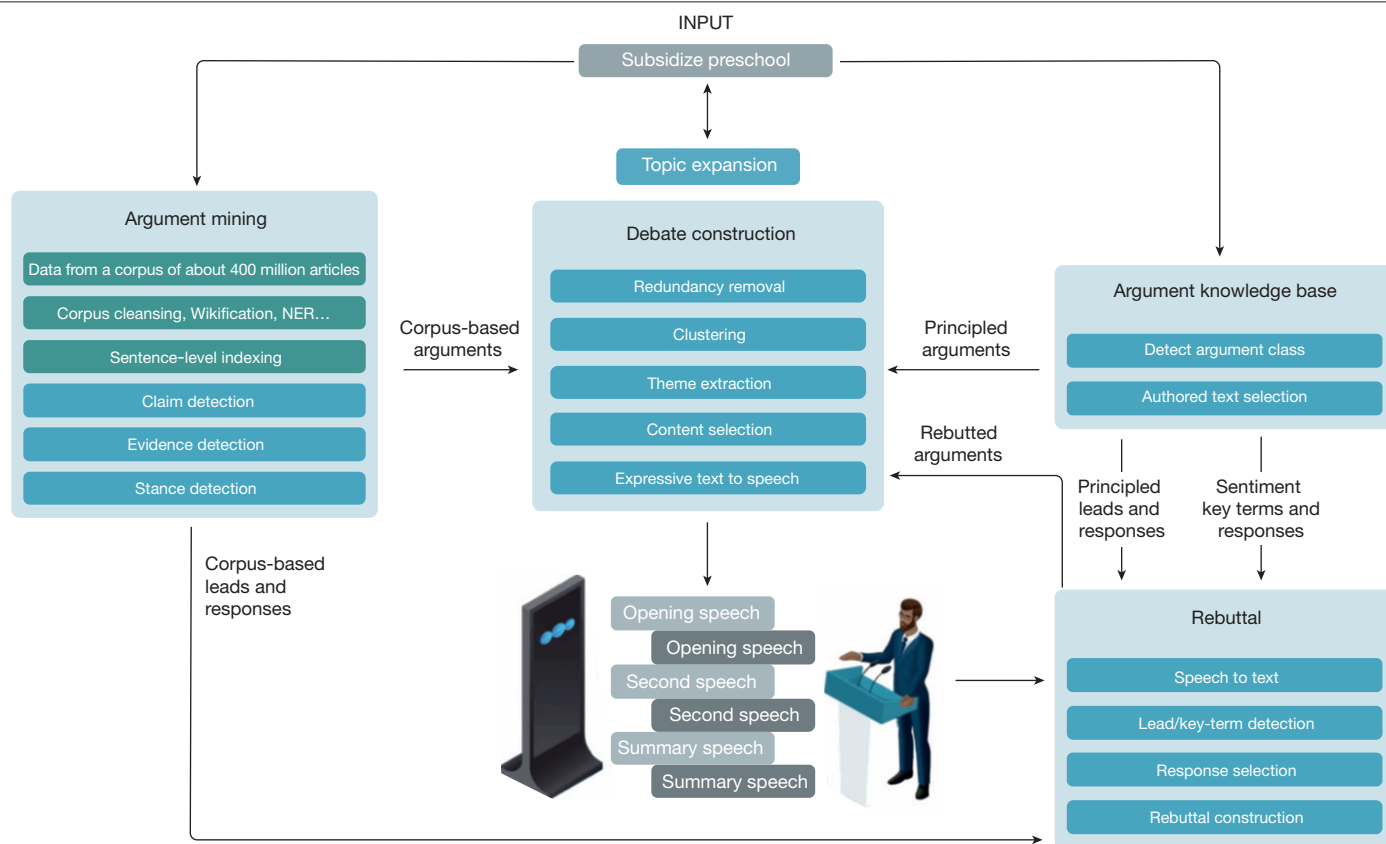 INPUT
Subsidize preschool
Topic expansion
Argument mining
Data from a corpus of about 400 million articles
Corpus cleansing, Wikification, NER…
Sentence-level indexing
Claim detection
Evidence detection
Stance detection
Corpus-based
arguments
Debate construction
Redundancy removal
Clustering
Theme extraction
Content selection
Expressive text to speech
Principled
arguments
Rebutted
arguments
Argument knowledge base
Detect argument class
Authored text selection
Principled
leads and
responses
Sentiment
key terms and
responses
Corpus-based
leads and
responses
Opening speech
Opening speech
Second speech
Second speech
Summary speech
Summary speech
Rebuttal
Speech to text
Lead/key-term detection
Response selection
Rebuttal construction